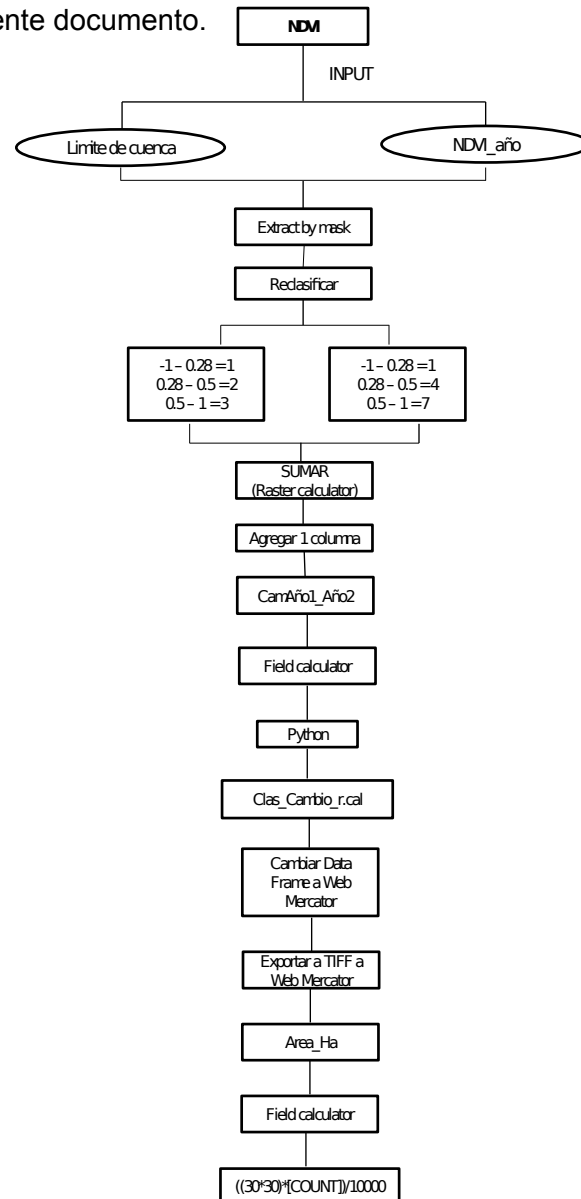 ente documento.
NDVI
INPUT
Limite de cuenca
NDVI_año
Extract by mask
Reclasificar
-1 – 0.28 = 1
0.28 – 0.5 = 2
0.5 – 1 = 3
-1 – 0.28 = 1
0.28 – 0.5 = 4
0.5 – 1 = 7
SUMAR
(Raster calculator)
Agregar 1 columna
CamAño1_Año2
Field calculator
Python
Clas_Cambio_r.cal
Cambiar Data
Frame a Web
Mercator
Exportar a TIFF a
Web Mercator
Area_Ha
Field calculator
((30*30)*[COUNT])/10000